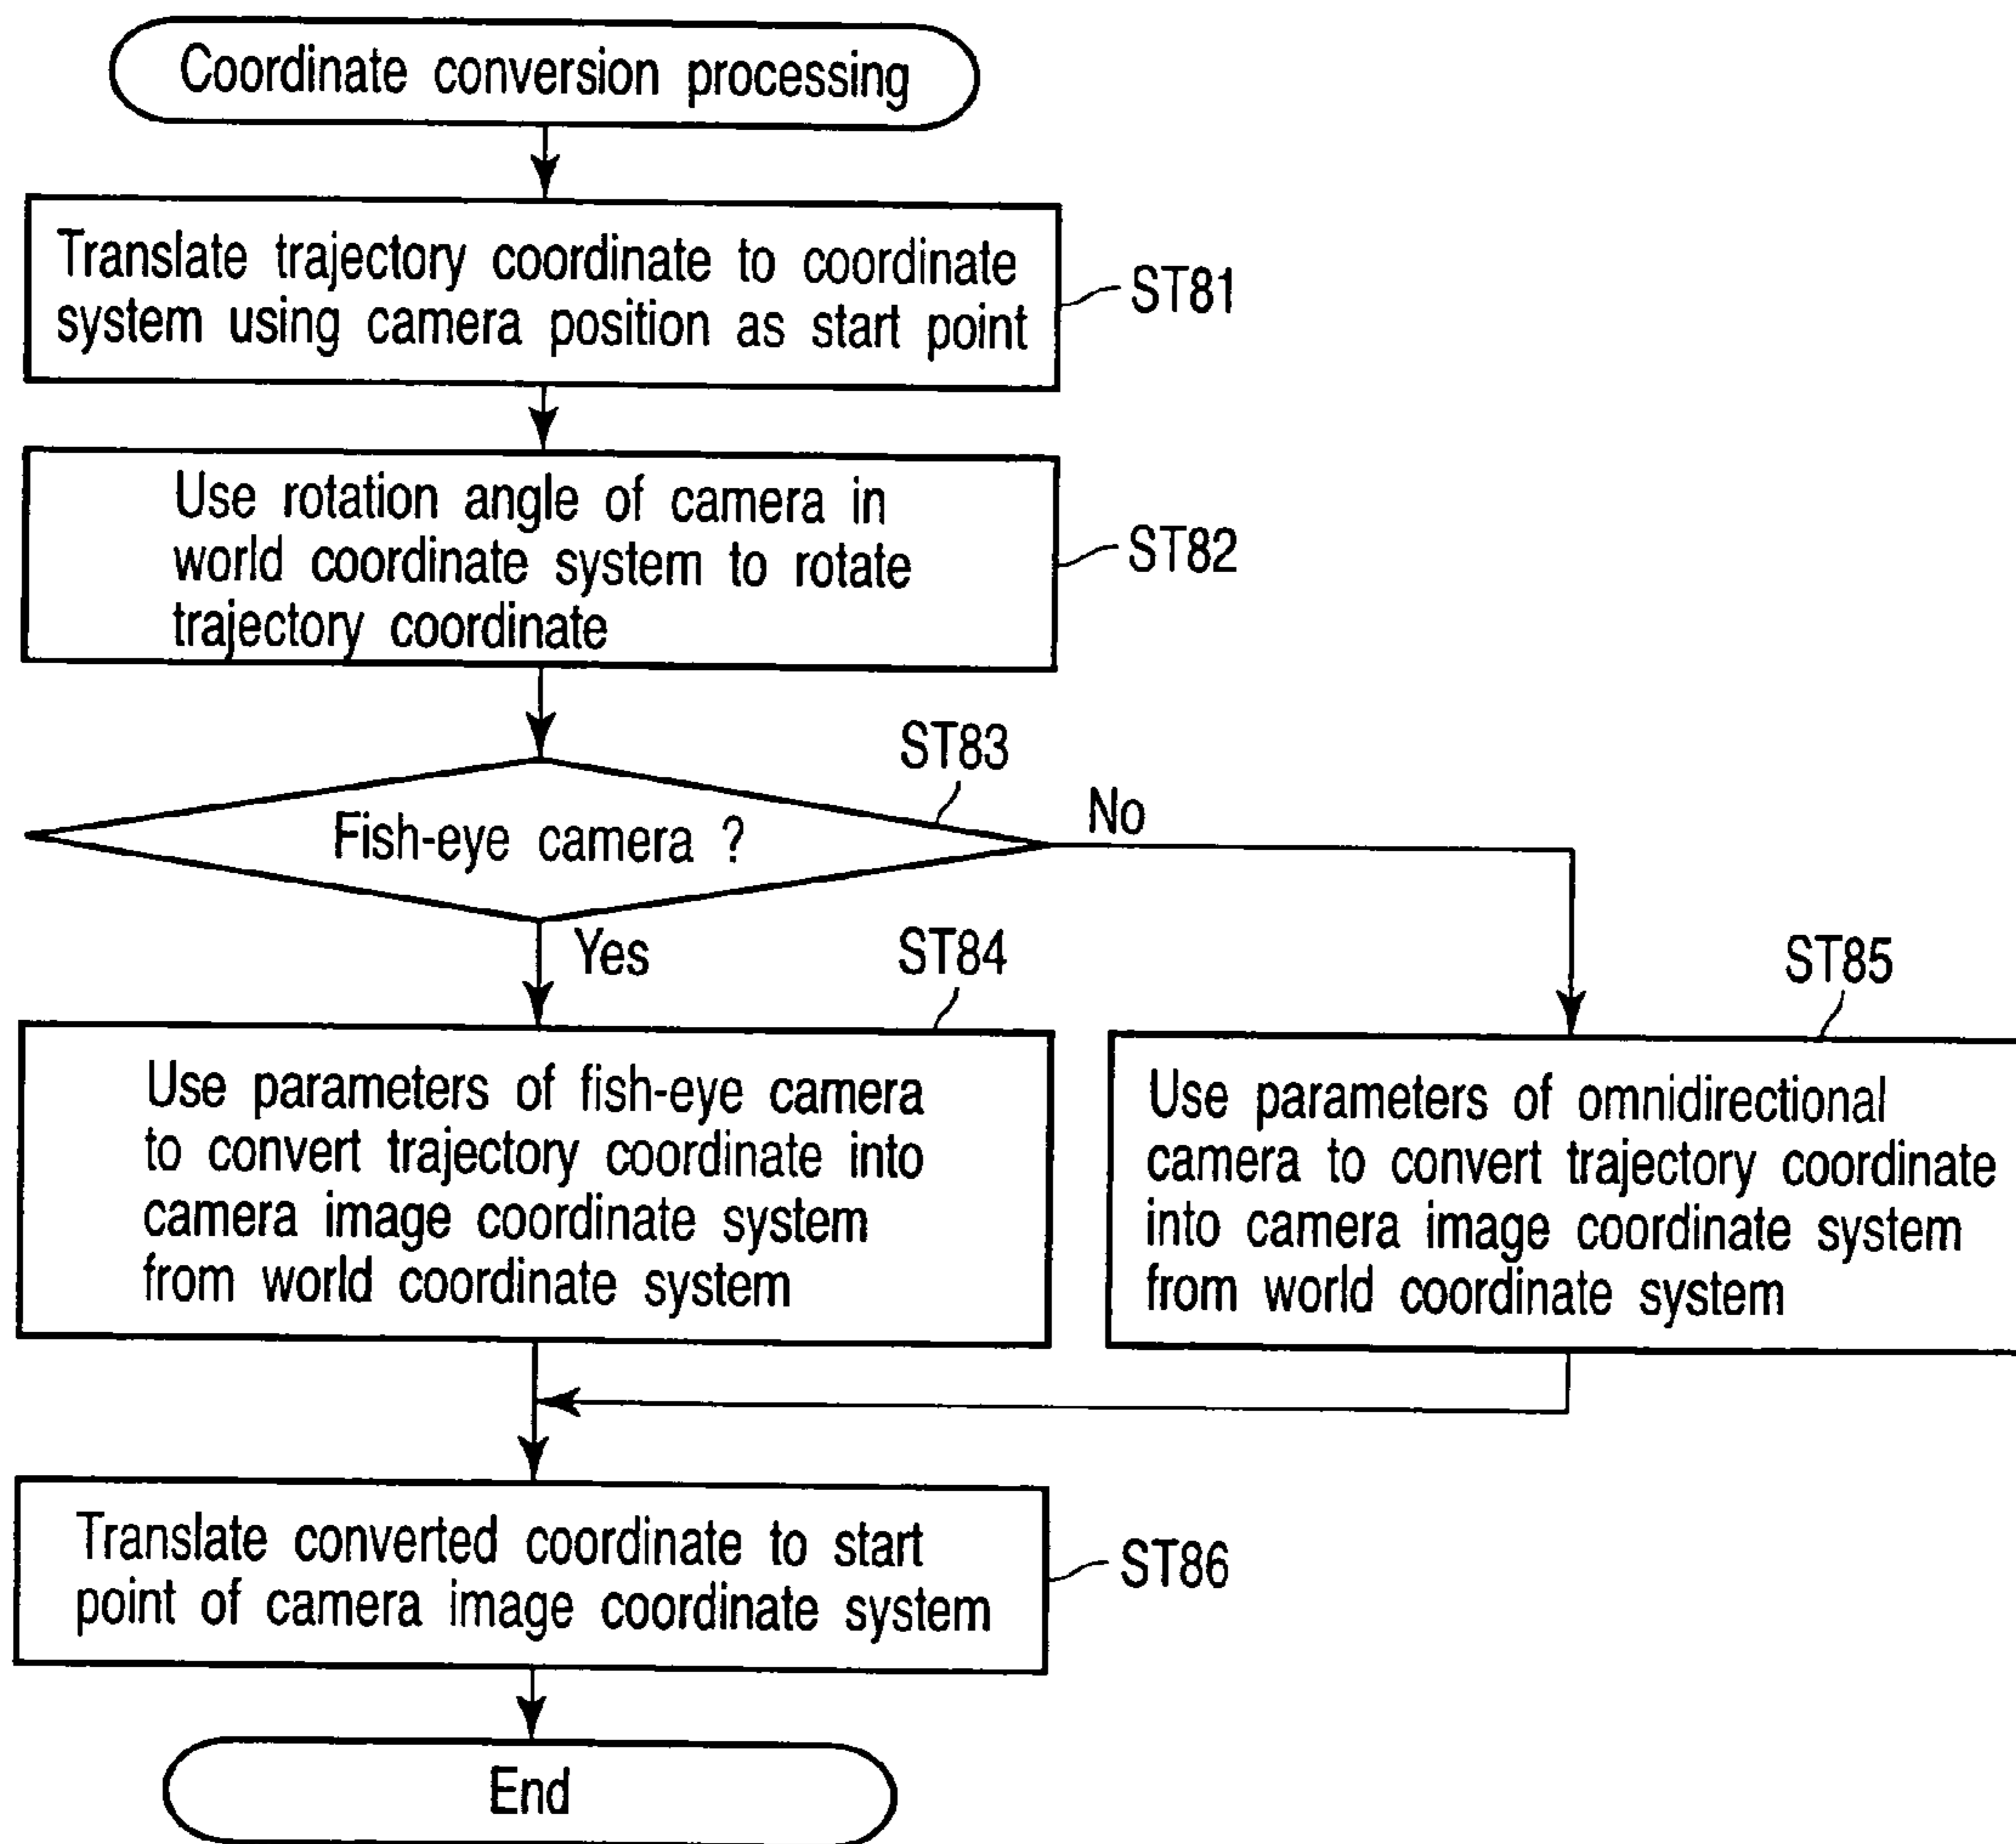 Coordinate conversion processing
Translate trajectory coordinate to coordinate
system using camera position as start point
ST81
Use rotation angle of camera in
world coordinate system to rotate
trajectory coordinate
ST82
ST83
Fish-eye camera ?
No
Yes
ST84
Use parameters of fish-eye camera
to convert trajectory coordinate into
camera image coordinate system
from world coordinate system
ST85
Use parameters of omnidirectional
camera to convert trajectory coordinate
into camera image coordinate system
from world coordinate system
Translate converted coordinate to start
point of camera image coordinate system
ST86
End